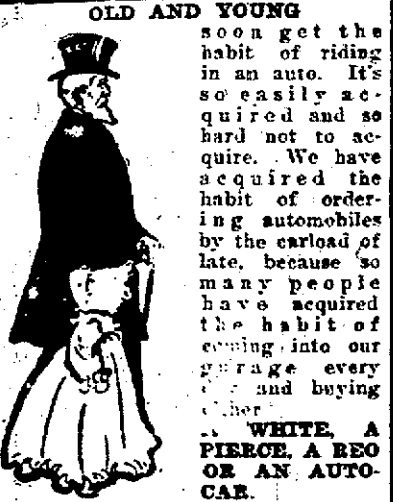 OLD AND YOUNG
soon get the
habit of riding
in an auto. It's
so easily ac-
quired and so
hard not to ac-
quire. We have
acquired the
habit of order-
ing automobiles
by the carload of
late, because so
many people
have acquired
the habit of
coming into our
garage every
and buying
WHITE, A
PIERCE, A REO
OR AN AUTO-
CAR.